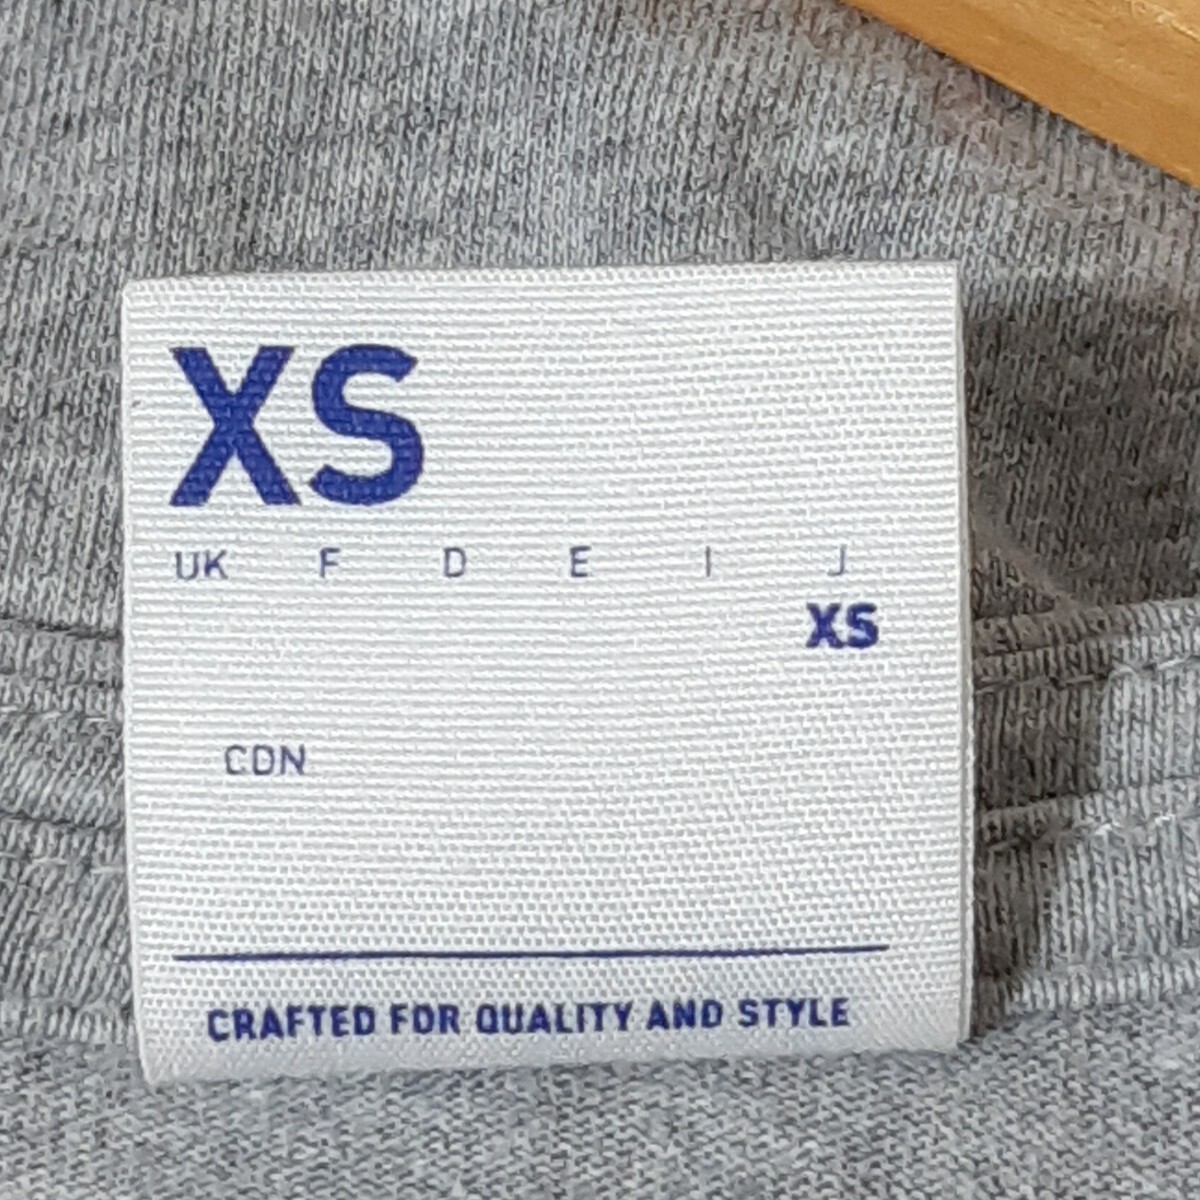 XS
UK F D E I J
XS
CDN
CRAFTED FOR QUALITY AND STYLE